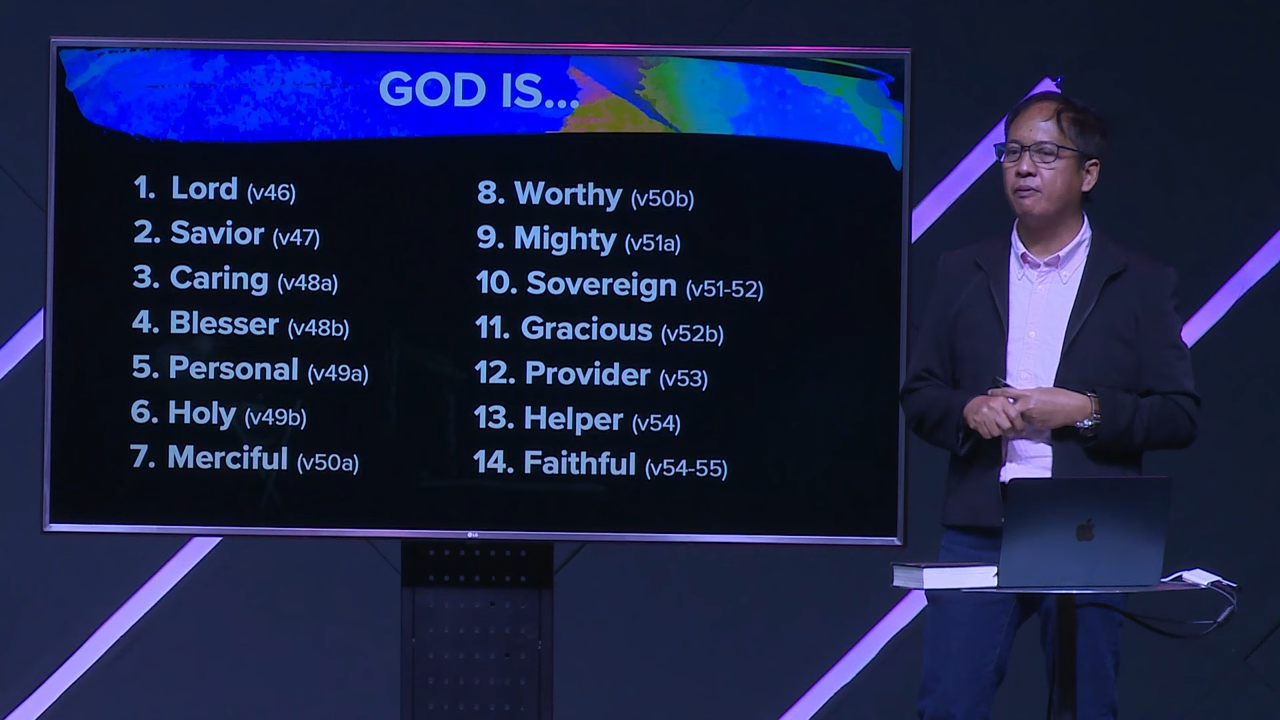 GOD IS...
1. Lord (v46)
2. Savior (v47)
3. Caring (v48a)
4. Blesser (v48b)
5. Personal (v49a)
6. Holy (v49b)
7. Merciful (v50a)
8. Worthy (v50b)
9. Mighty (v51a)
10. Sovereign (v51-52)
11. Gracious (v52b)
12. Provider (v53)
13. Helper (v54)
14. Faithful (v54-55)
LG